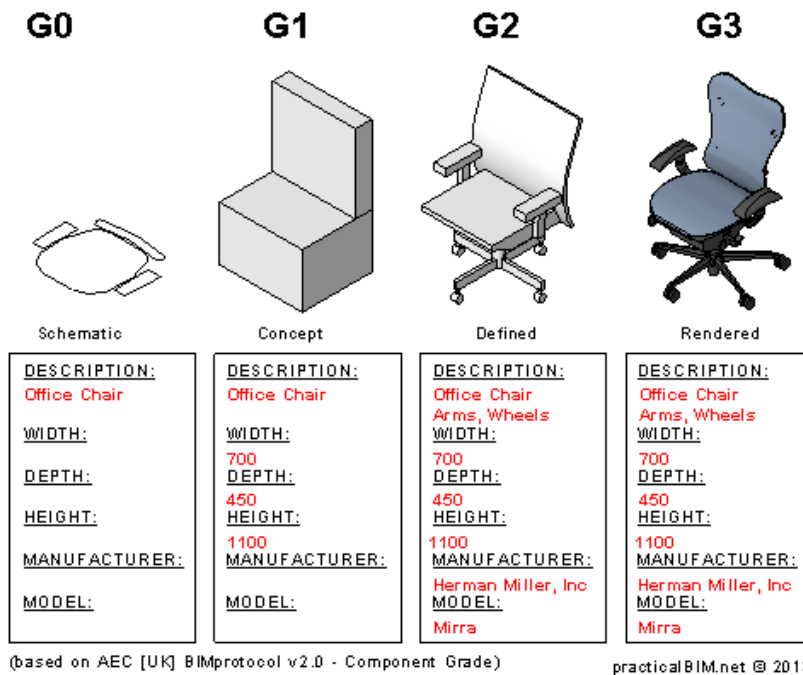 G0 G1 G2 G3
Schematic Concept Defined Rendered
DESCRIPTION:
Office Chair
WIDTH:
DEPTH:
HEIGHT:
MANUFACTURER:
MODEL:
DESCRIPTION:
Office Chair
WIDTH:
700
DEPTH:
450
HEIGHT:
1100
MANUFACTURER:
MODEL:
DESCRIPTION:
Office Chair
Arms, Wheels
WIDTH:
700
DEPTH:
450
HEIGHT:
1100
MANUFACTURER:
Herman Miller, Inc
MODEL:
Mirra
DESCRIPTION:
Office Chair
Arms, Wheels
WIDTH:
700
DEPTH:
450
HEIGHT:
1100
MANUFACTURER:
Herman Miller, Inc
MODEL:
Mirra
(based on AEC [UK] BIMprotocol v2.0 - Component Grade) practicalBIM.net © 2013